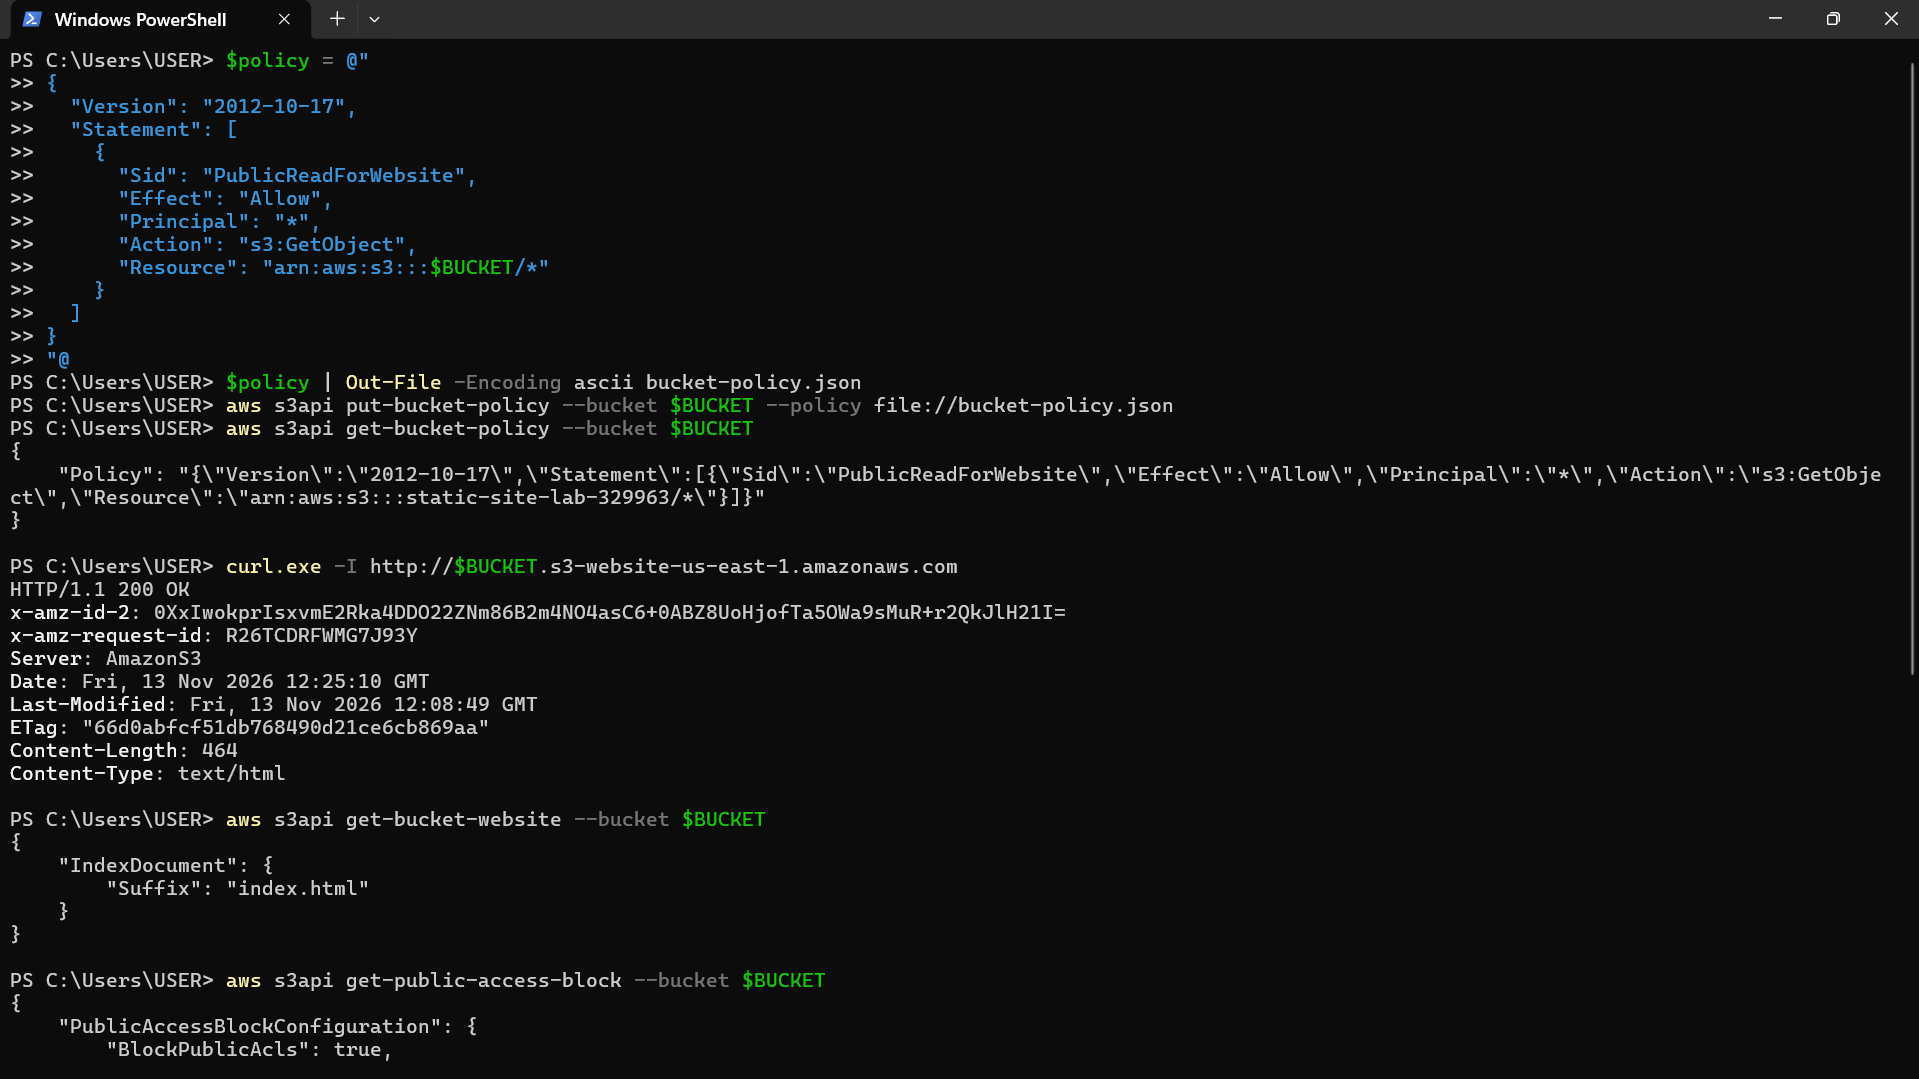 Windows PowerShell
PS C:\Users\USER> $policy = @"
>> {
>>   "Version": "2012-10-17",
>>   "Statement": [
>>     {
>>       "Sid": "PublicReadForWebsite",
>>       "Effect": "Allow",
>>       "Principal": "*",
>>       "Action": "s3:GetObject",
>>       "Resource": "arn:aws:s3:::$BUCKET/*"
>>     }
>>   ]
>> }
>> "@
PS C:\Users\USER> $policy | Out-File -Encoding ascii bucket-policy.json
PS C:\Users\USER> aws s3api put-bucket-policy --bucket $BUCKET --policy file://bucket-policy.json
PS C:\Users\USER> aws s3api get-bucket-policy --bucket $BUCKET
{
    "Policy": "{\"Version\":\"2012-10-17\",\"Statement\":[{\"Sid\":\"PublicReadForWebsite\",\"Effect\":\"Allow\",\"Principal\":\"*\",\"Action\":\"s3:GetObje
ct\",\"Resource\":\"arn:aws:s3:::static-site-lab-329963/*\"}]}"
}
PS C:\Users\USER> curl.exe -I http://$BUCKET.s3-website-us-east-1.amazonaws.com
HTTP/1.1 200 OK
x-amz-id-2: 0XxIwokprIsxvmE2Rka4DDO22ZNm86B2m4NO4asC6+0ABZ8UoHjofTa5OWa9sMuR+r2QkJlH21I=
x-amz-request-id: R26TCDRFWMG7J93Y
Server: AmazonS3
Date: Fri, 13 Nov 2026 12:25:10 GMT
Last-Modified: Fri, 13 Nov 2026 12:08:49 GMT
ETag: "66d0abfcf51db768490d21ce6cb869aa"
Content-Length: 464
Content-Type: text/html
PS C:\Users\USER> aws s3api get-bucket-website --bucket $BUCKET
{
    "IndexDocument": {
        "Suffix": "index.html"
    }
}
PS C:\Users\USER> aws s3api get-public-access-block --bucket $BUCKET
{
    "PublicAccessBlockConfiguration": {
        "BlockPublicAcls": true,